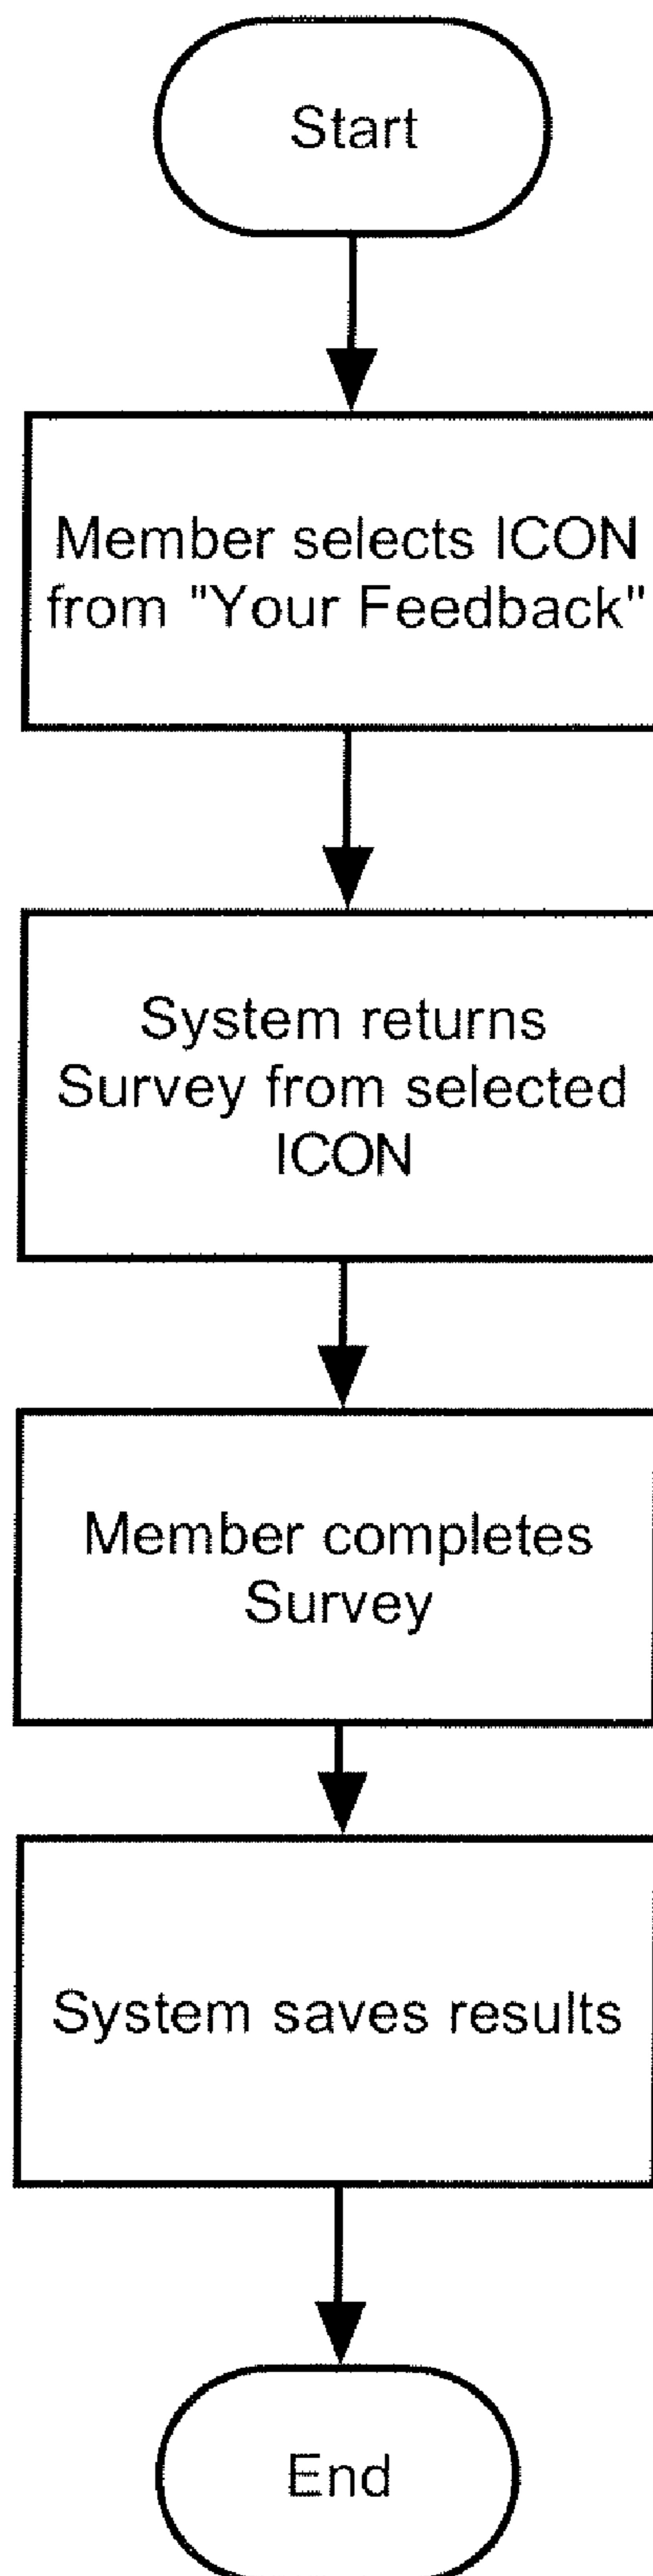 Start
Member selects ICON
from "Your Feedback"
System returns
Survey from selected
ICON
Member completes
Survey
System saves results
End